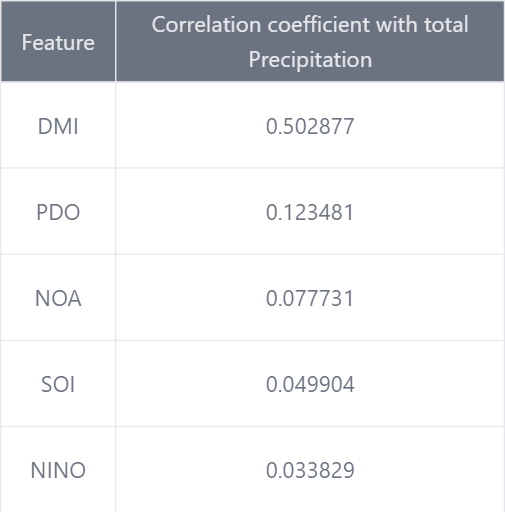 Feature
Correlation coefficient with total
Precipitation
DMI 0.502877
PDO 0.123481
NOA 0.077731
SOI 0.049904
NINO 0.033829